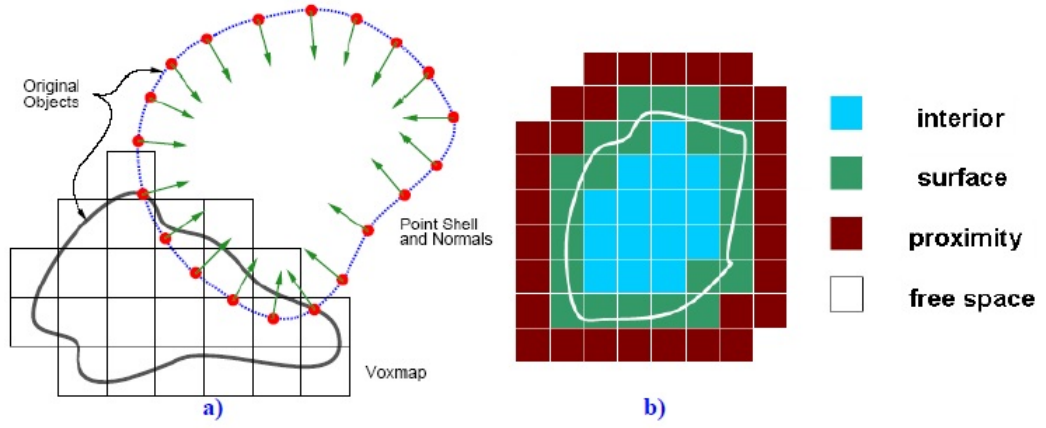 Original
Objects
Point Shell
and Normals
Voxmap
a)
interior
surface
proximity
free space
b)